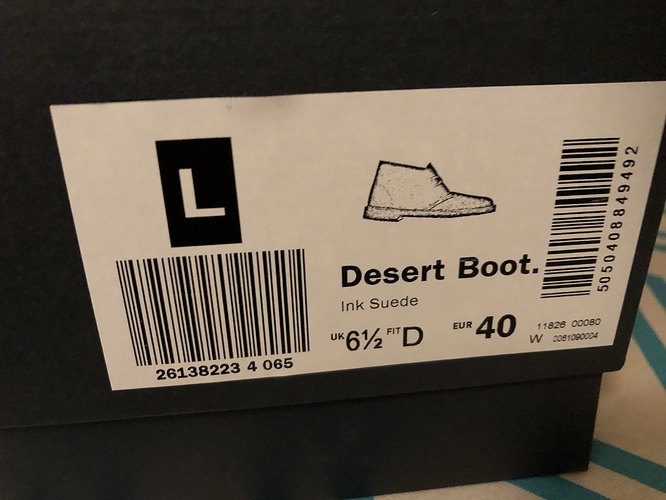 L
26138223 4 065
Desert Boot.
Ink Suede
UK 6½ FIT D EUR 40
11826 00080
W 0081090004
5050408849492